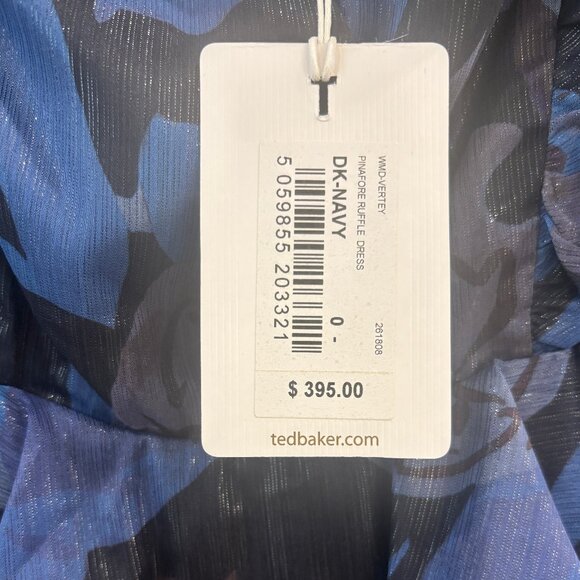 WMD-VERTEY 261808
PINAFORE RUFFLE DRESS
DK-NAVY 0 -
5 059855 203321
$ 395.00
tedbaker.com